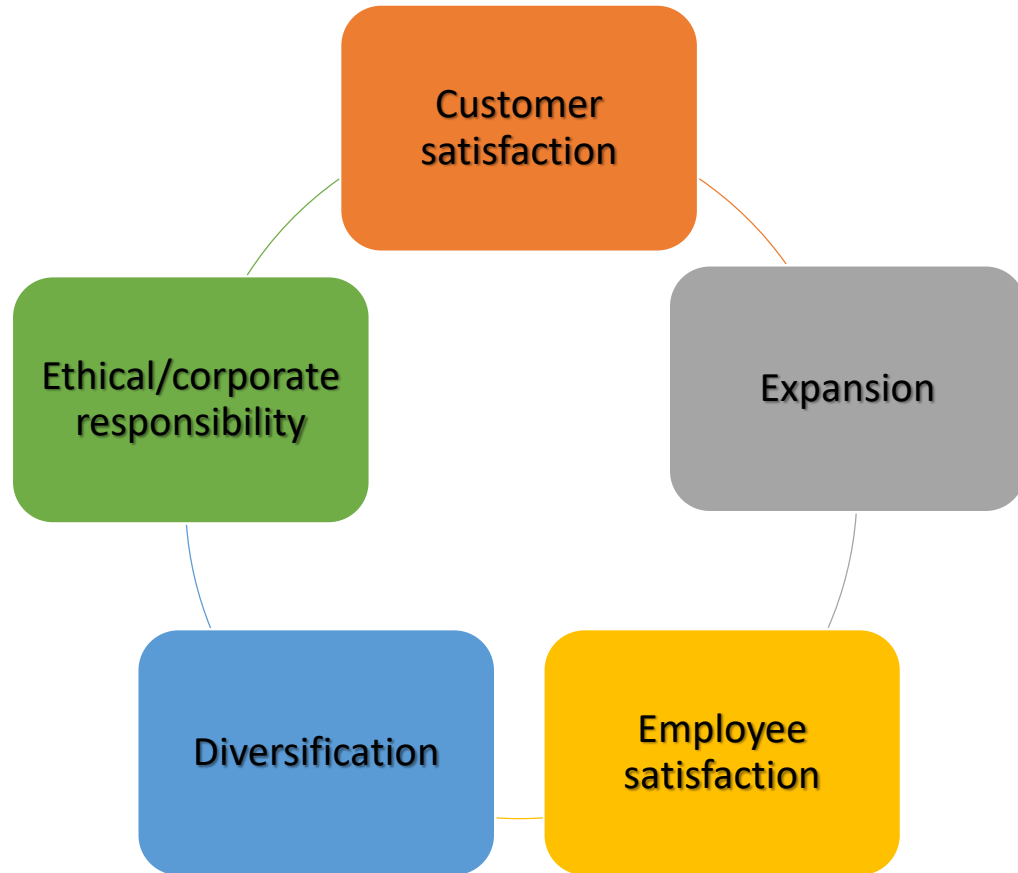 Customer
satisfaction
Expansion
Employee
satisfaction
Diversification
Ethical/corporate
responsibility